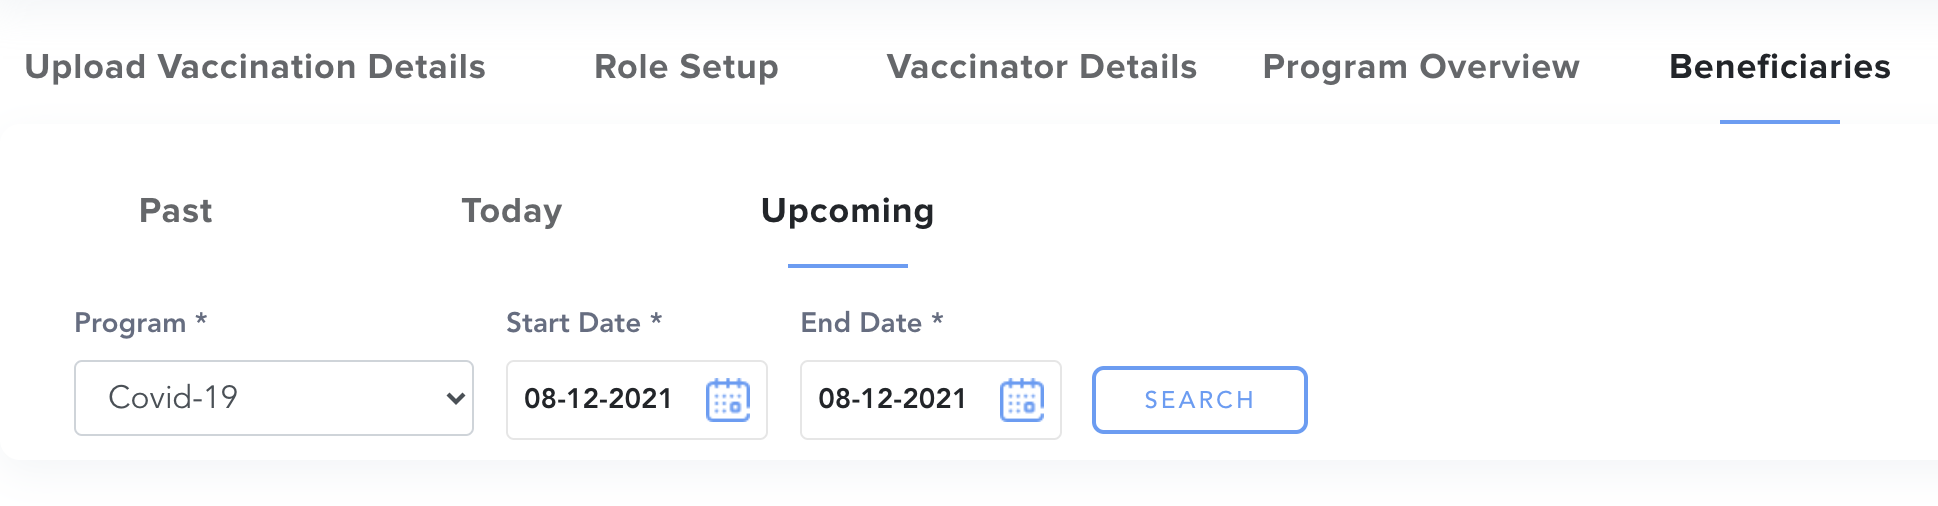 Upload Vaccination Details Role Setup Vaccinator Details Program Overview Beneficiaries
Past Today Upcoming
Program * Start Date * End Date *
Covid-19 08-12-2021 08-12-2021 SEARCH